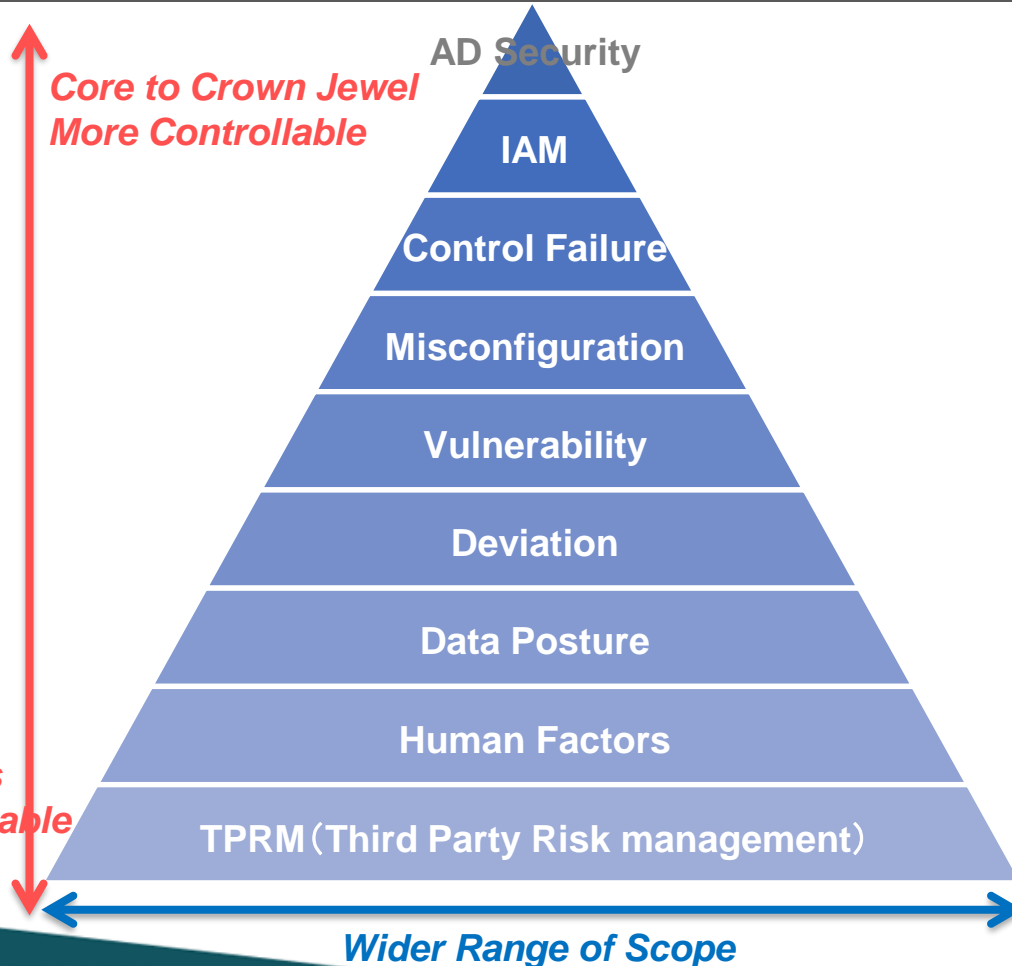 AD Security
Core to Crown Jewel
More Controllable
IAM
Control Failure
Misconfiguration
Vulnerability
Deviation
Data Posture
Human Factors
TPRM（Third Party Risk management）
Wider Range of Scope